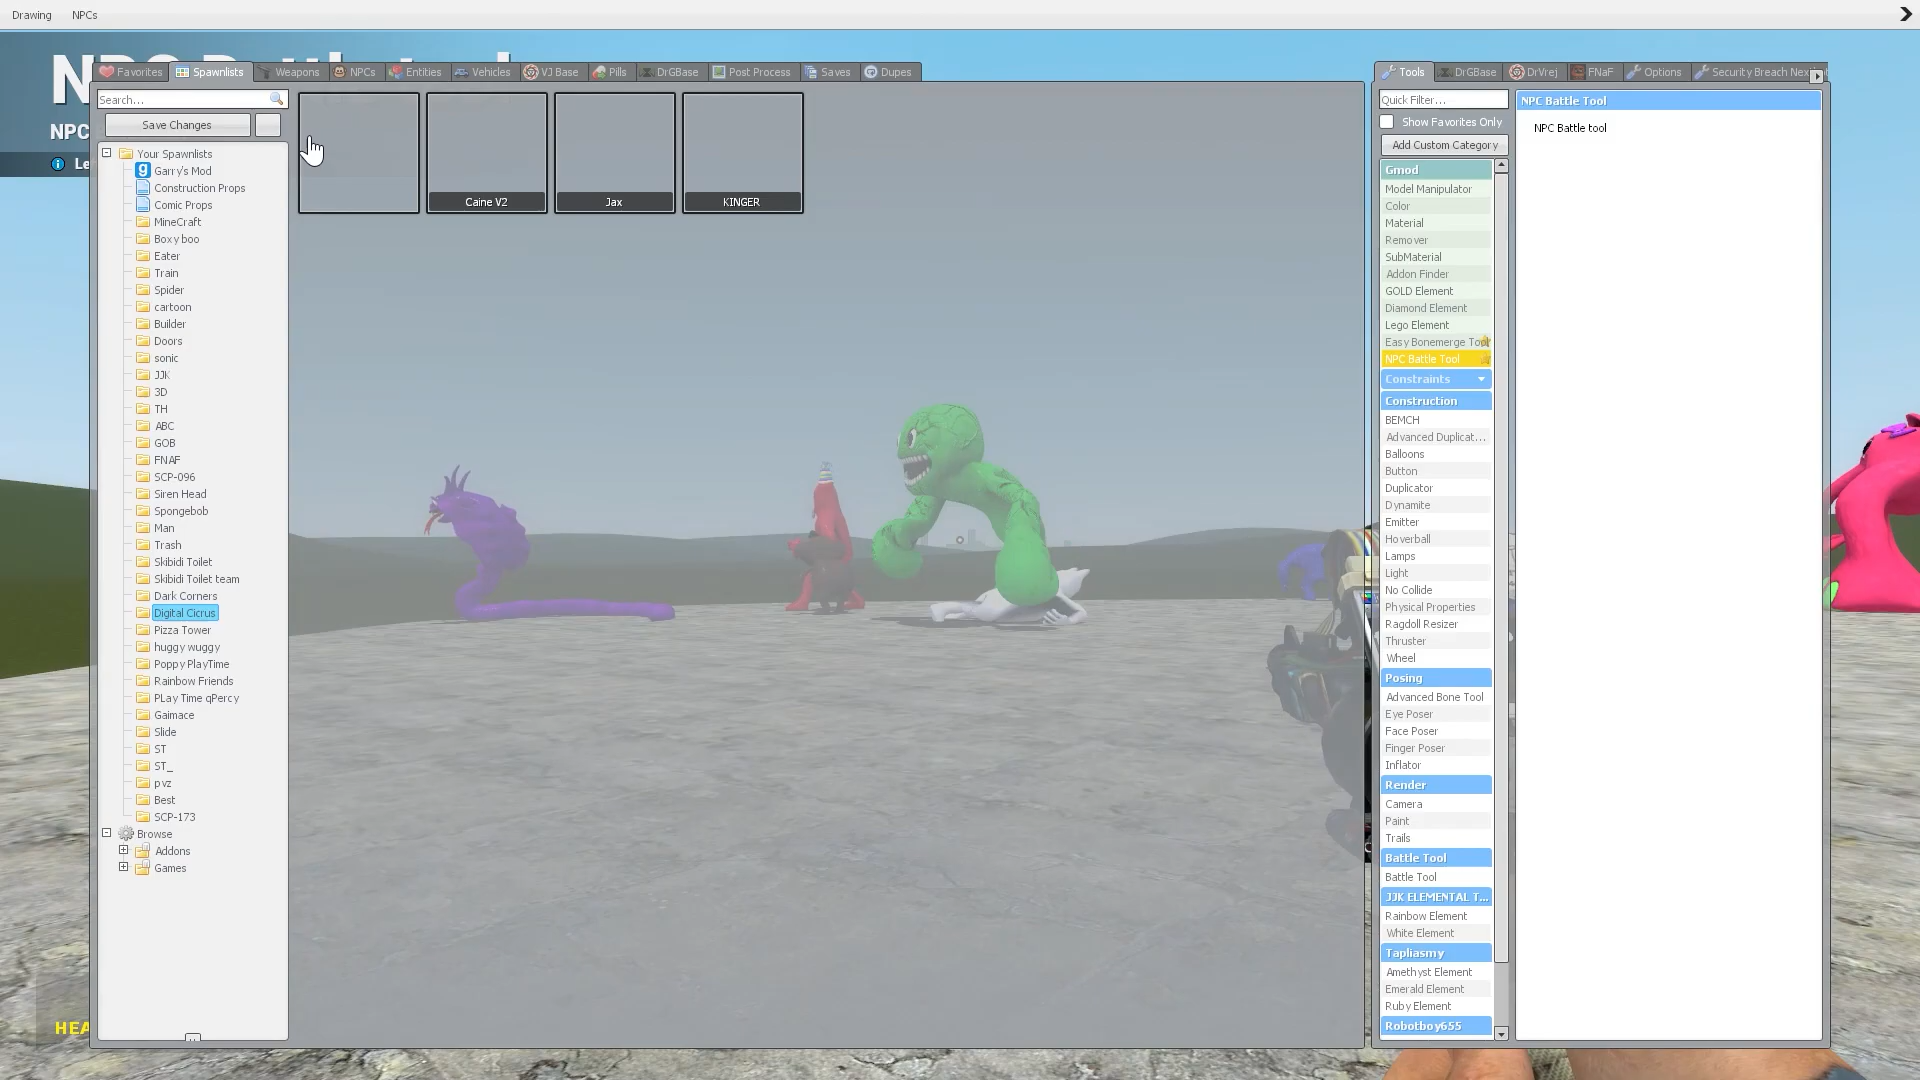 Drawing NPCs
Favorites Spawnlists Weapons NPCs Entities Vehicles VJ Base Pills DrGBase Post Process Saves Dupes
Tools DrGBase DrVrej FNaF Options Security Breach
NPC
Le
HEA
Search...
Save Changes
Your Spawnlists
Garry's Mod
Construction Props
Comic Props
MineCraft
Boxy boo
Eater
Train
Spider
cartoon
Builder
Doors
sonic
JJK
3D
TH
ABC
GOB
FNAF
SCP-096
Siren Head
Spongebob
Man
Trash
Skibidi Toilet
Skibidi Toilet team
Dark Corners
Digital Cicrus
Pizza Tower
huggy wuggy
Poppy PlayTime
Rainbow Friends
PLay Time qPercy
Gaimace
Slide
ST
ST_
pvz
Best
SCP-173
Browse
Addons
Games
Caine V2
Jax
KINGER
Quick Filter...
Show Favorites Only
Add Custom Category
Gmod
Model Manipulator
Color
Material
Remover
SubMaterial
Addon Finder
GOLD Element
Diamond Element
Lego Element
Easy Bonemerge Tool
NPC Battle Tool
Constraints
Construction
BEMCH
Advanced Duplicat...
Balloons
Button
Duplicator
Dynamite
Emitter
Hoverball
Lamps
Light
No Collide
Physical Properties
Ragdoll Resizer
Thruster
Wheel
Posing
Advanced Bone Tool
Eye Poser
Face Poser
Finger Poser
Inflator
Render
Camera
Paint
Trails
Battle Tool
Battle Tool
JJK ELEMENTAL T...
Rainbow Element
White Element
Tapliasmy
Amethyst Element
Emerald Element
Ruby Element
Robotboy655
NPC Battle Tool
NPC Battle tool